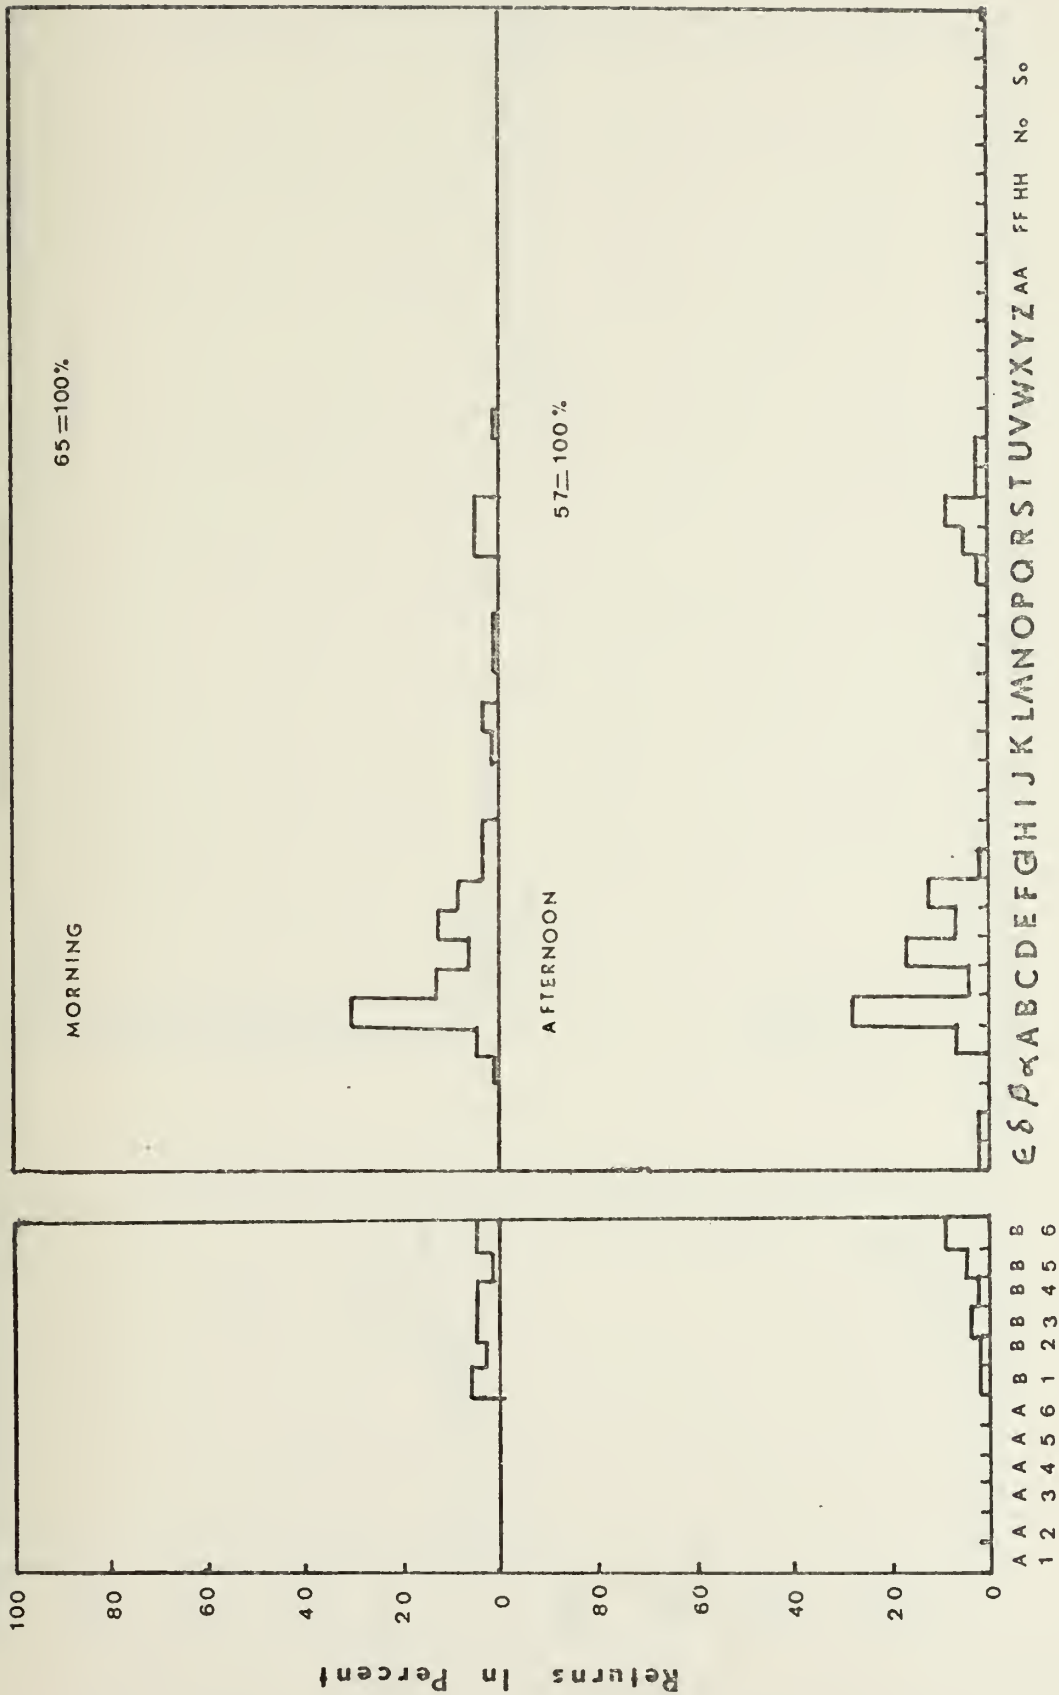 Returns In Percent
100
80
60
40
20
0
80
60
40
20
0
MORNING
65=100%
AFTERNOON
57=100%
A A A A A A B B B B B B
1 2 3 4 5 6 1 2 3 4 5 6
Є δ β α A B C D E F G H I J K L M N O P Q R S T U V W X Y Z AA FF HH No So